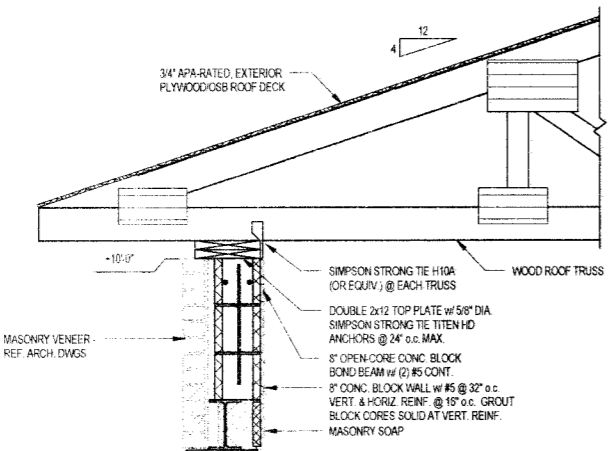 12
4
3/4" APA-RATED, EXTERIOR
PLYWOOD/OSB ROOF DECK
+10'-0"
SIMPSON STRONG TIE H10A
(OR EQUIV.) @ EACH TRUSS
WOOD ROOF TRUSS
DOUBLE 2x12 TOP PLATE w/ 5/8" DIA.
SIMPSON STRONG TIE TITEN HD
ANCHORS @ 24" o.c. MAX.
MASONRY VENEER -
REF. ARCH. DWGS
8" OPEN-CORE CONC. BLOCK
BOND BEAM w/ (2) #5 CONT.
8" CONC. BLOCK WALL w/ #5 @ 32" o.c.
VERT. & HORIZ. REINF. @ 16" o.c. GROUT
BLOCK CORES SOLID AT VERT. REINF.
MASONRY SOAP